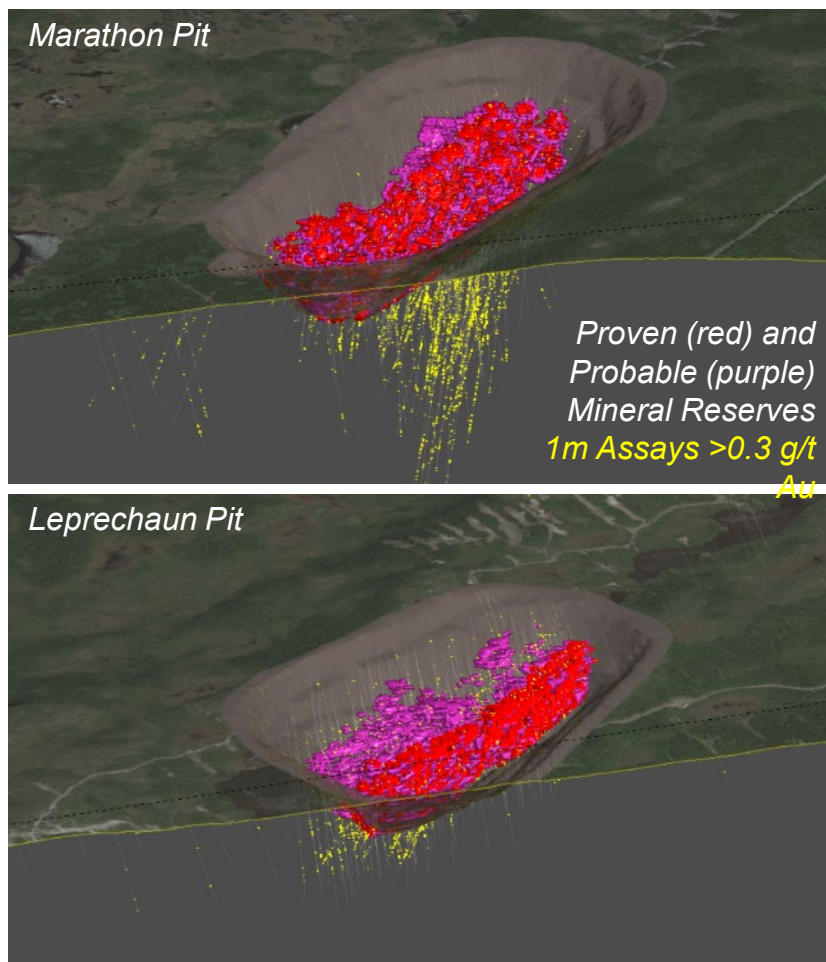 Marathon Pit
Proven (red) and
Probable (purple)
Mineral Reserves
1m Assays >0.3 g/t
Au
Leprechaun Pit